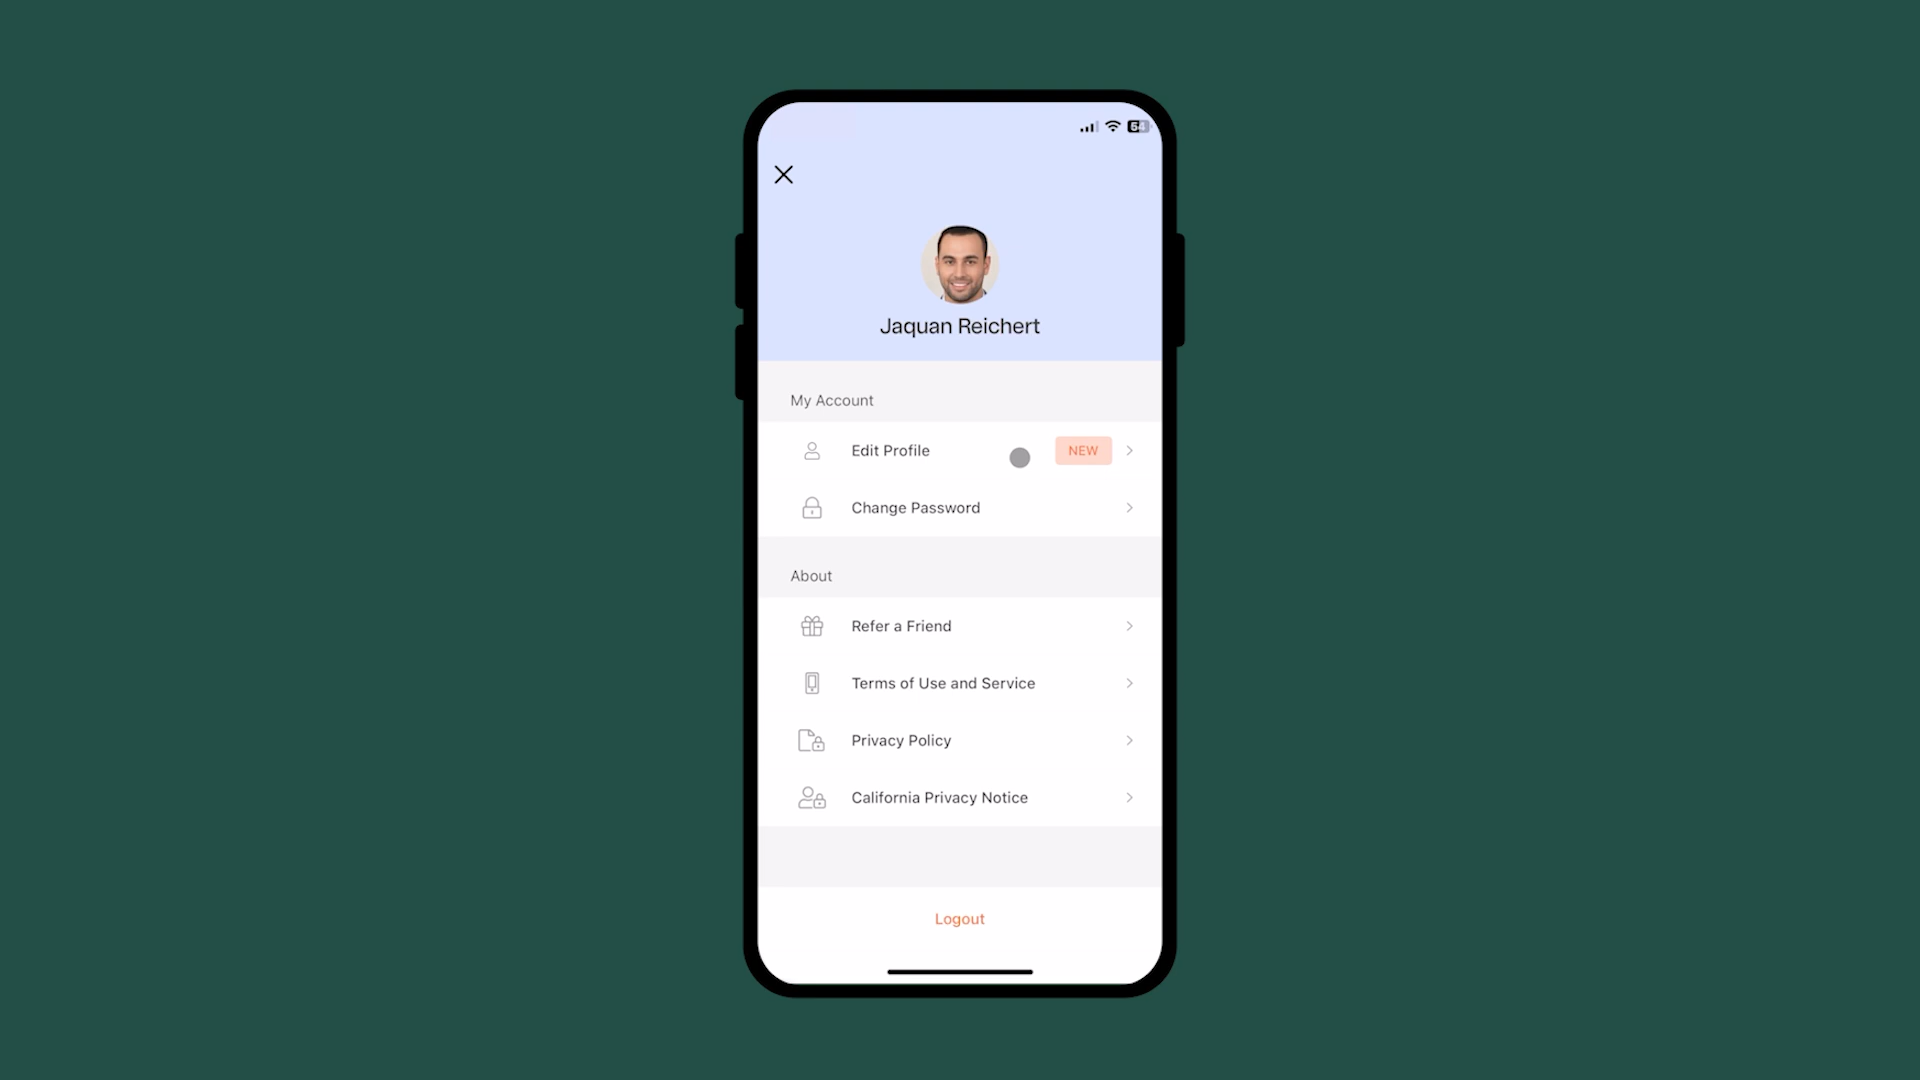 54
Jaquan Reichert
My Account
Edit Profile NEW
Change Password
About
Refer a Friend
Terms of Use and Service
Privacy Policy
California Privacy Notice
Logout